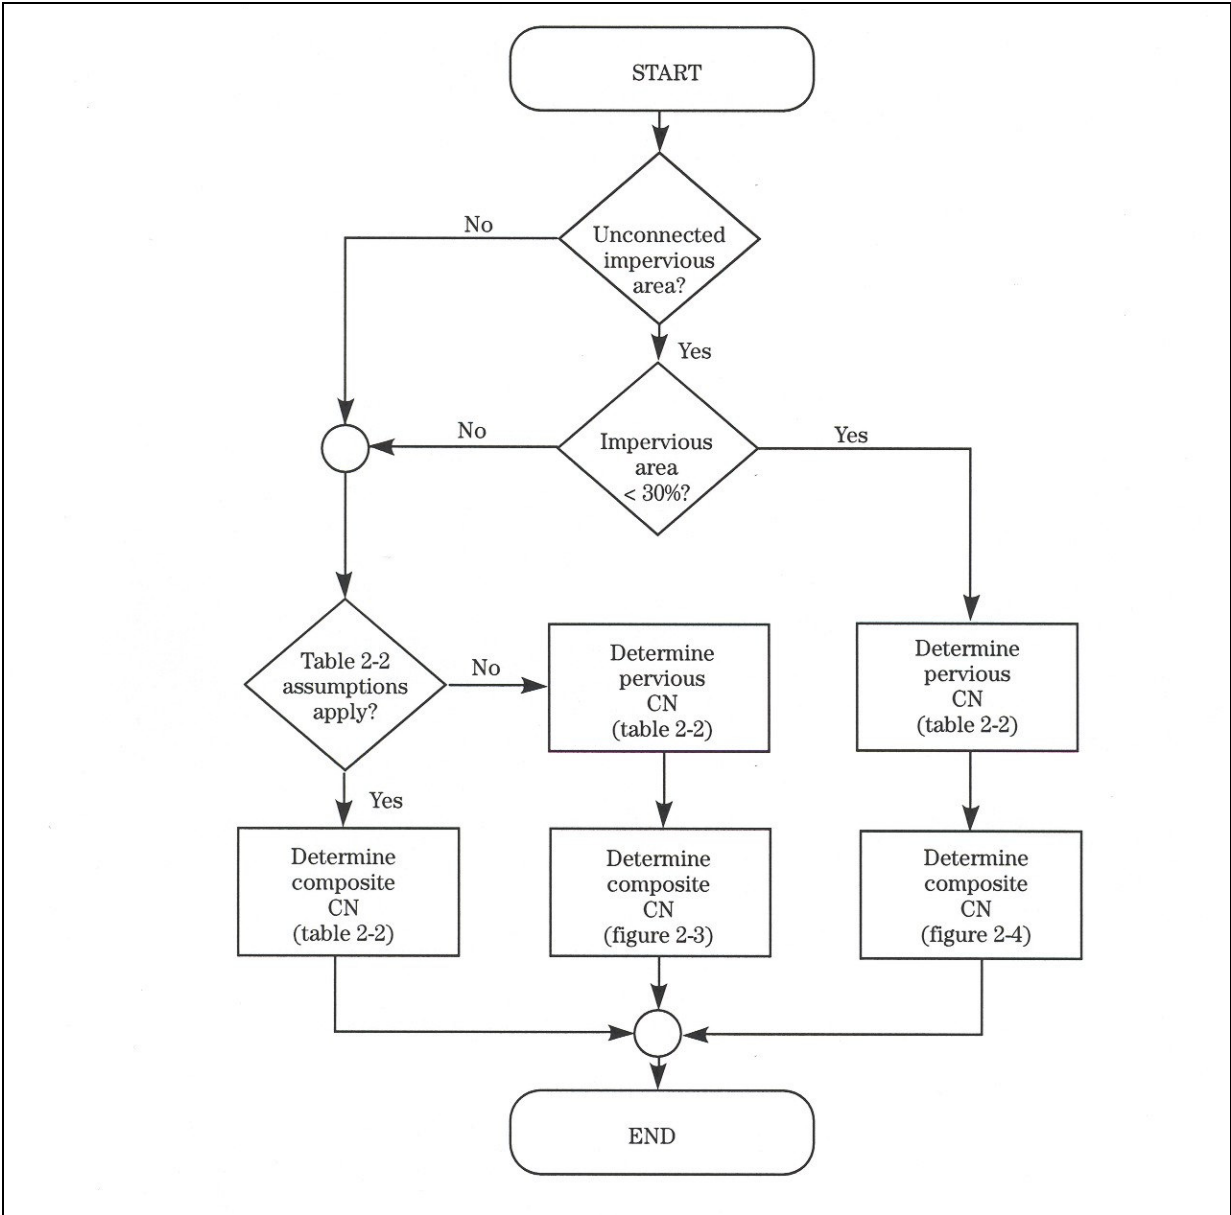 START
No
Unconnected
impervious
area?
Yes
No
Impervious
area
< 30%?
Yes
Table 2-2
assumptions
apply?
No
Determine
pervious
CN
(table 2-2)
Determine
pervious
CN
(table 2-2)
Yes
Determine
composite
CN
(table 2-2)
Determine
composite
CN
(figure 2-3)
Determine
composite
CN
(figure 2-4)
END